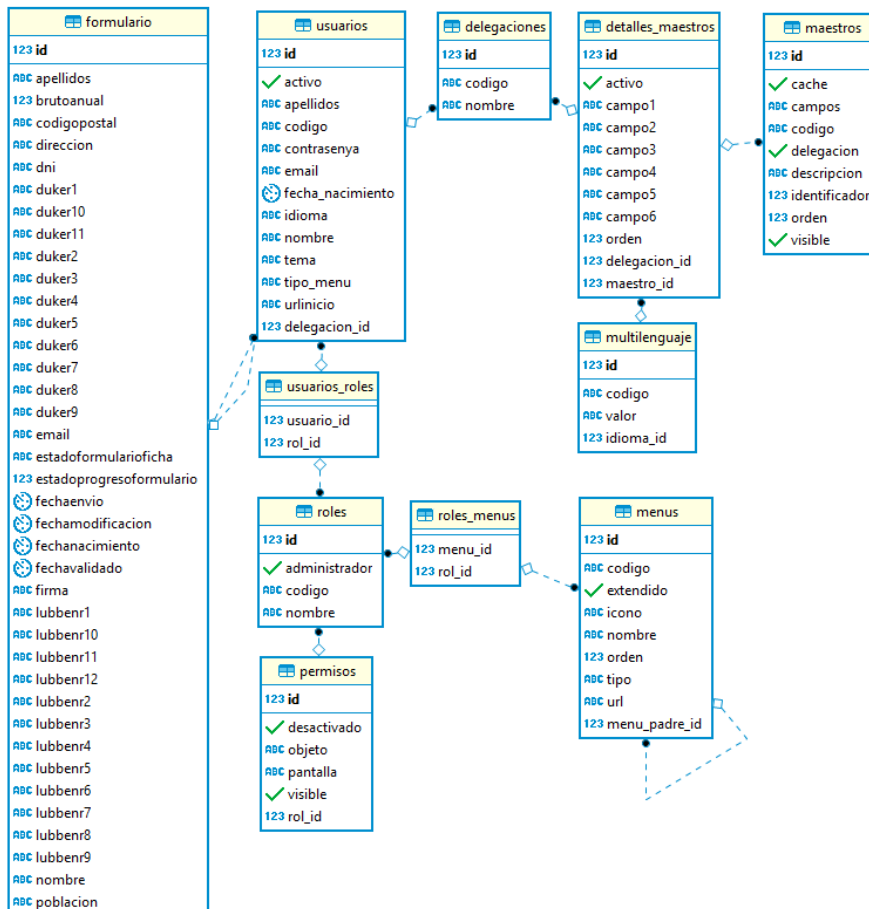 formulario
123 id
ABC apellidos
123 brutoanual
ABC codigopostal
ABC direccion
ABC dni
ABC duker1
ABC duker10
ABC duker11
ABC duker2
ABC duker3
ABC duker4
ABC duker5
ABC duker6
ABC duker7
ABC duker8
ABC duker9
ABC email
ABC estadoformularioficha
123 estadoprogresoformulario
fechaenvio
fechamodificacion
fechanacimiento
fechavalidado
ABC firma
ABC lubbenr1
ABC lubbenr10
ABC lubbenr11
ABC lubbenr12
ABC lubbenr2
ABC lubbenr3
ABC lubbenr4
ABC lubbenr5
ABC lubbenr6
ABC lubbenr7
ABC lubbenr8
ABC lubbenr9
ABC nombre
ABC poblacion
usuarios
123 id
activo
ABC apellidos
ABC codigo
ABC contrasenya
ABC email
fecha_nacimiento
ABC idioma
ABC nombre
ABC tema
ABC tipo_menu
ABC urlinicio
123 delegacion_id
delegaciones
123 id
ABC codigo
ABC nombre
detalles_maestros
123 id
activo
ABC campo1
ABC campo2
ABC campo3
ABC campo4
ABC campo5
ABC campo6
123 orden
123 delegacion_id
123 maestro_id
maestros
123 id
cache
ABC campos
ABC codigo
delegacion
ABC descripcion
123 identificador
123 orden
visible
multilenguaje
123 id
ABC codigo
ABC valor
123 idioma_id
usuarios_roles
123 usuario_id
123 rol_id
roles
123 id
administrador
ABC codigo
ABC nombre
roles_menus
123 menu_id
123 rol_id
menus
123 id
ABC codigo
extendido
ABC icono
ABC nombre
123 orden
ABC tipo
ABC url
123 menu_padre_id
permisos
123 id
desactivado
ABC objeto
ABC pantalla
visible
123 rol_id